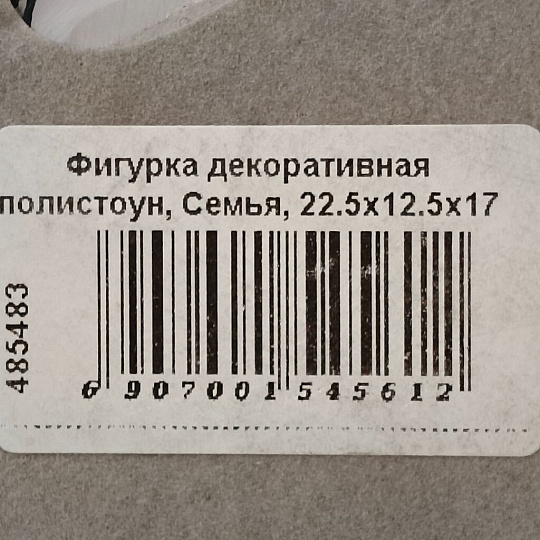 Фигурка декоративная
полистоун, Семья, 22.5x12.5x17
485483
6 907001 545612